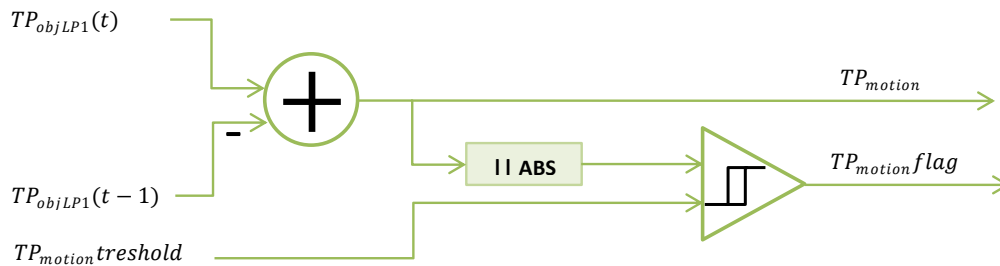 TP_objLP1(t)
TP_motion
-
|| ABS
TP_motion flag
TP_objLP1(t − 1)
TP_motion treshold